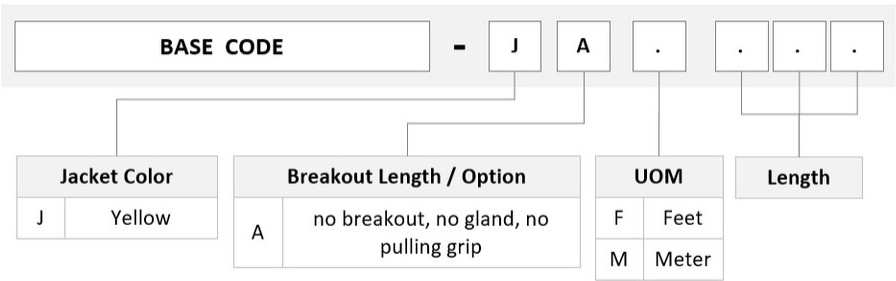 BASE CODE - J A . . . .
Jacket Color
J Yellow
Breakout Length / Option
A no breakout, no gland, no
pulling grip
UOM
F Feet
M Meter
Length